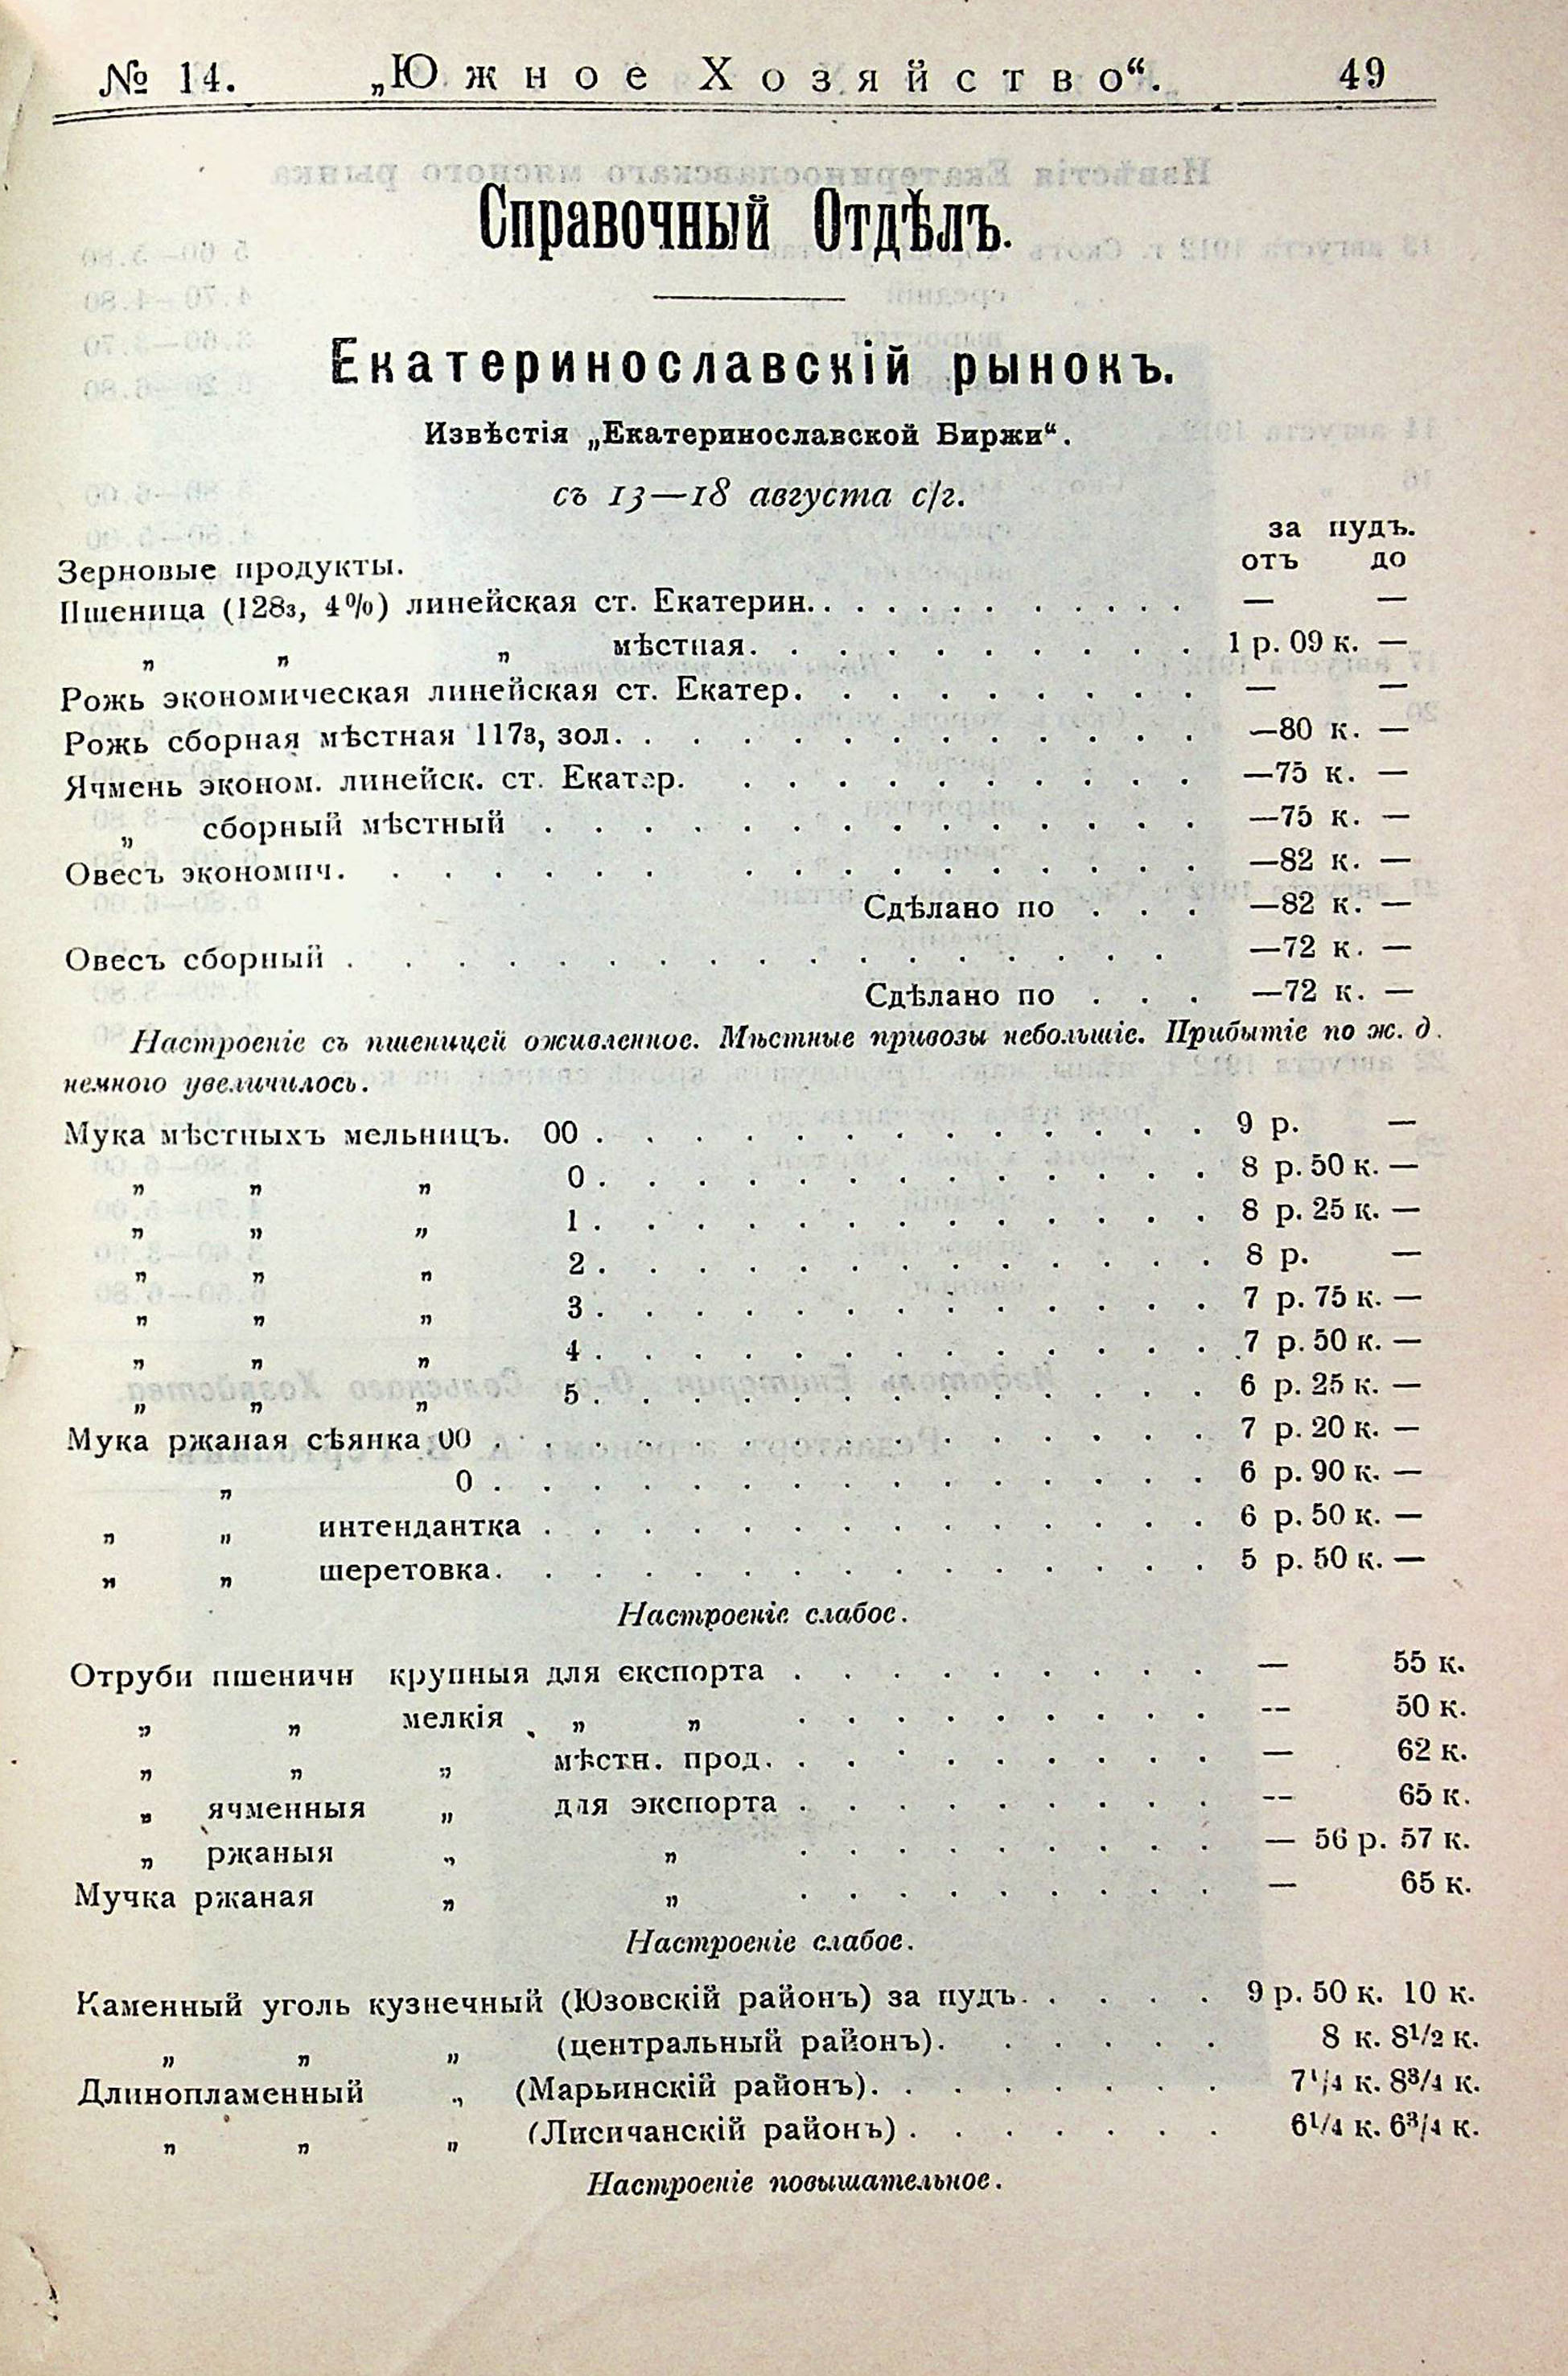 № 14. „Южное Хозяйство“. 49
Справочный Отдѣлъ.
Екатеринославскій рынокъ.
Извѣстія „Екатеринославской Биржи“.
съ 13—18 августа с/г.
за пудъ.
Зерновые продукты. отъ до
Пшеница (128з, 4%) линейская ст. Екатерин. . . . . . . . . . . . — —
„ „ „ мѣстная. . . . . . . . . . 1 р. 09 к. —
Рожь экономическая линейская ст. Екатер. . . . . . . . . — —
Рожь сборная мѣстная 117з, зол. . . . . . . . . . . . . —80 к. —
Ячмень эконом. линейск. ст. Екатер. . . . . . . . . . . —75 к. —
„ сборный мѣстный . . . . . . . . . . . . . . —75 к. —
Овесъ экономич. . . . . . . . . . . . . . . . . —82 к. —
Сдѣлано по . . . —82 к. —
Овесъ сборный . . . . . . . . . . . . . . . . —72 к. —
Сдѣлано по . . . —72 к. —
Настроеніе съ пшеницей оживленное. Мѣстные привозы небольшіе. Прибытіе по ж. д.
немного увеличилось.
Мука мѣстныхъ мельницъ. 00 . . . . . . . . . . . . . 9 р. —
„ „ „ 0 . . . . . . . . . . . . . 8 р. 50 к. —
„ „ „ 1 . . . . . . . . . . . . . 8 р. 25 к. —
„ „ „ 2 . . . . . . . . . . . . . 8 р. —
„ „ „ 3 . . . . . . . . . . . . . 7 р. 75 к. —
„ „ „ 4 . . . . . . . . . . . . . 7 р. 50 к. —
„ „ „ 5 . . . . . . . . . . . . . 6 р. 25 к. —
Мука ржаная сѣянка 00 . . . . . . . . . . . . . . . 7 р. 20 к. —
„ 0 . . . . . . . . . . . . . . . 6 р. 90 к. —
„ „ интендантка . . . . . . . . . . . . . . 6 р. 50 к. —
„ „ шеретовка. . . . . . . . . . . . . . . 5 р. 50 к. —
Настроеніе слабое.
Отруби пшеничн крупныя для експорта . . . . . . . . . — 55 к.
„ „ мелкія „ „ . . . . . . . . . -- 50 к.
„ „ „ мѣстн. прод. . . . . . . . . . — 62 к.
„ ячменныя „ для экспорта . . . . . . . . . -- 65 к.
„ ржаныя „ „ . . . . . . . . . — 56 р. 57 к.
Мучка ржаная „ „ . . . . . . . . . — 65 к.
Настроеніе слабое.
Каменный уголь кузнечный (Юзовскій районъ) за пудъ. . . . . 9 р. 50 к. 10 к.
„ „ „ (центральный районъ). . . . . . 8 к. 8½ к.
Длинопламенный „ (Марьинскій районъ). . . . . . . . 7¼ к. 8¾ к.
„ „ „ (Лисичанскій районъ) . . . . . . . 6¼ к. 6¾ к.
Настроеніе повышательное.